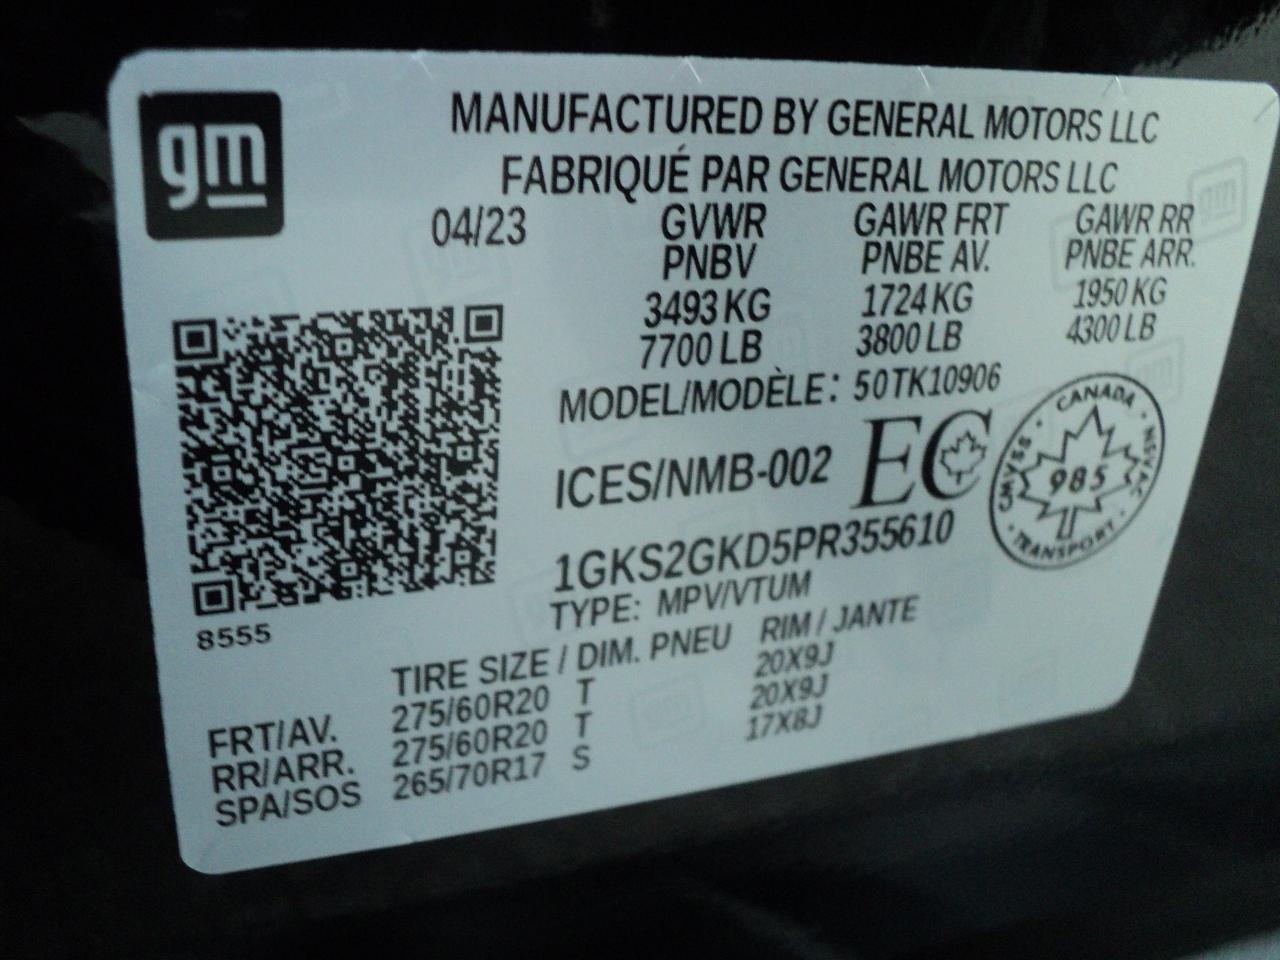 gm
MANUFACTURED BY GENERAL MOTORS LLC
FABRIQUÉ PAR GENERAL MOTORS LLC
04/23 GVWR GAWR FRT GAWR RR
PNBV PNBE AV. PNBE ARR.
3493 KG 1724 KG 1950 KG
7700 LB 3800 LB 4300 LB
MODEL/MODÈLE: 50TK10906
ICES/NMB-002 EC
CANADA · NSVAC · TRANSPORT · CMVSS ·
985
1GKS2GKD5PR355610
TYPE: MPV/VTUM
8555
TIRE SIZE / DIM. PNEU RIM / JANTE
FRT/AV. 275/60R20 T 20X9J
RR/ARR. 275/60R20 T 20X9J
SPA/SOS 265/70R17 S 17X8J